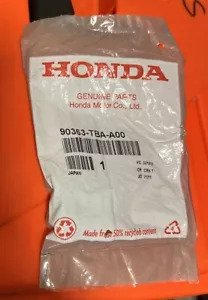 HONDA
GENUINE PARTS
Honda Motor Co., Ltd.
90363-TBA-A00
1
JAPAN
Made from 50% recycled content